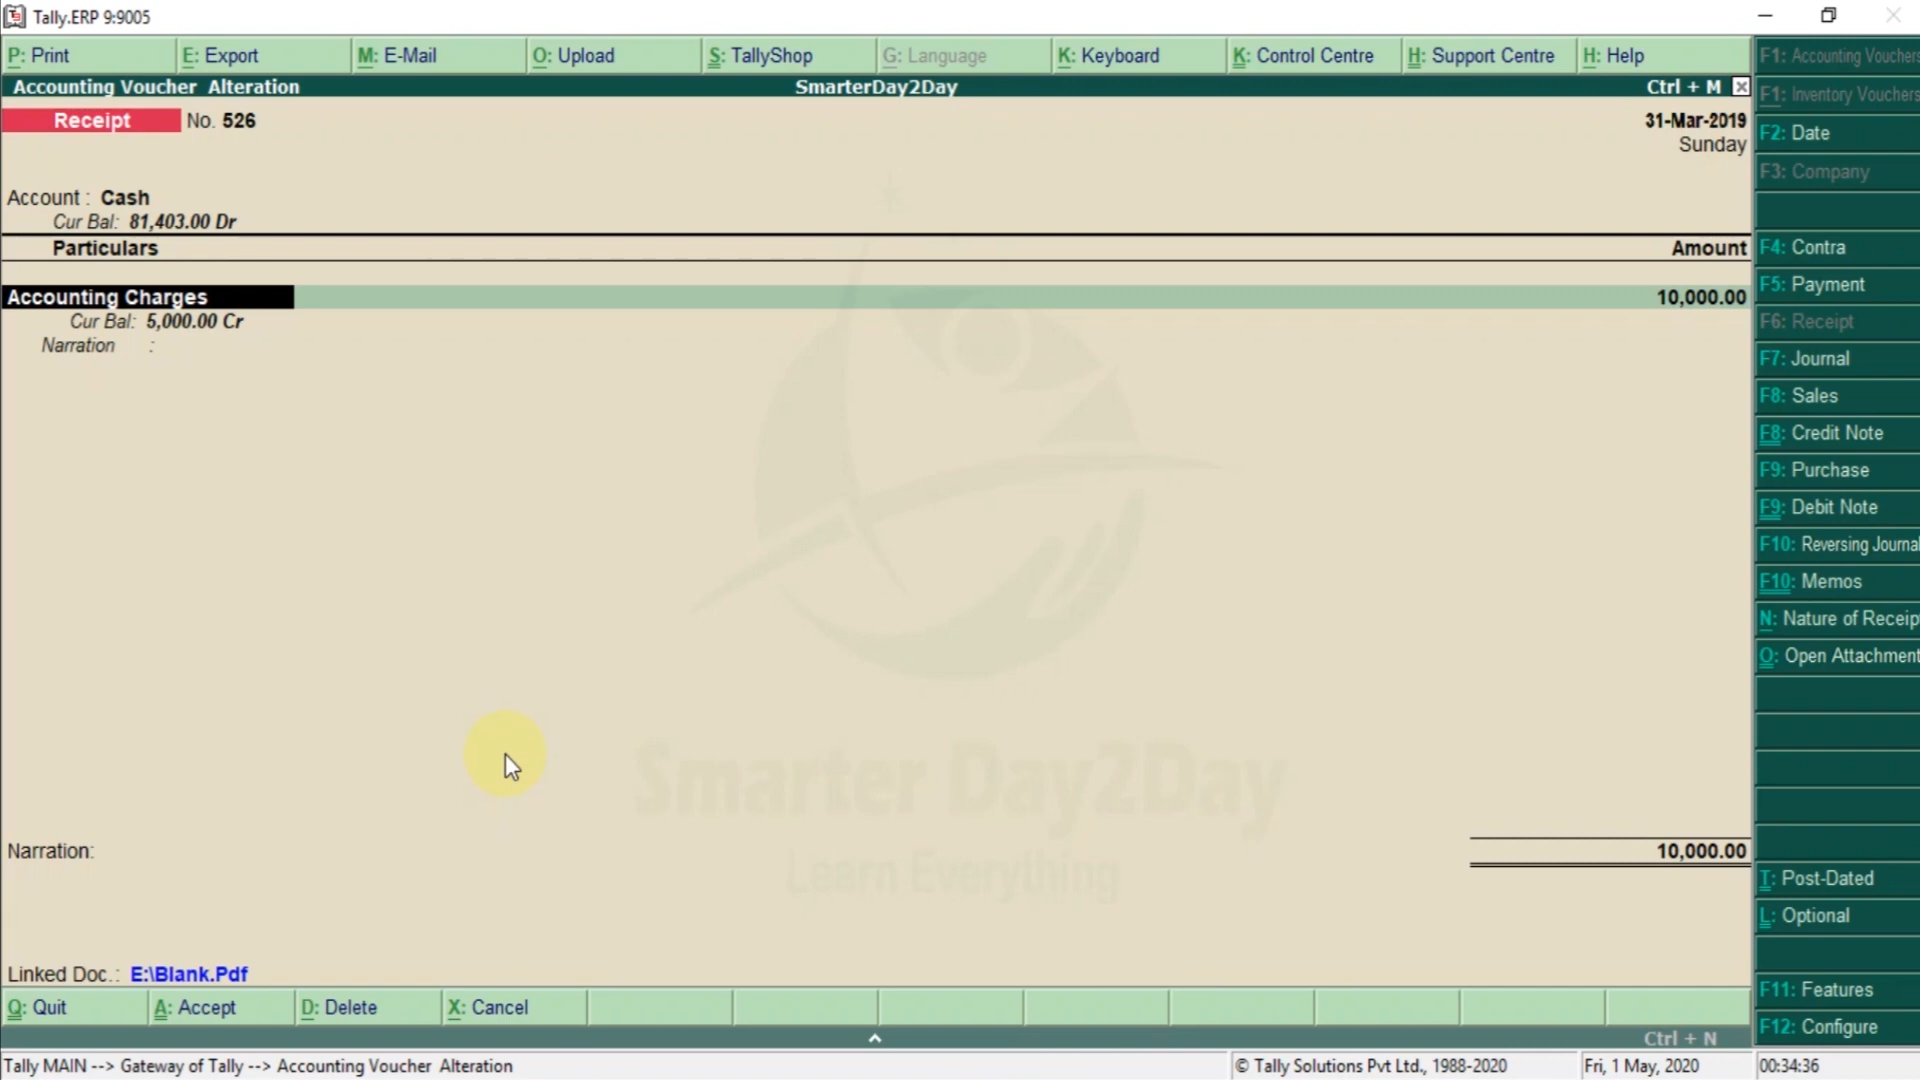 Tally.ERP 9:9005
P: Print E: Export M: E-Mail O: Upload S: TallyShop G: Language K: Keyboard K: Control Centre H: Support Centre H: Help
Accounting Voucher Alteration SmarterDay2Day Ctrl + M
Receipt No. 526 31-Mar-2019
Sunday
Account : Cash
Cur Bal: 81,403.00 Dr
Particulars Amount
Accounting Charges 10,000.00
Cur Bal: 5,000.00 Cr
Narration :
Smarter Day2Day
Learn Everything
Narration: 10,000.00
Linked Doc.: E:\Blank.Pdf
Q: Quit A: Accept D: Delete X: Cancel
Ctrl + N
F1: Accounting Vouchers
F1: Inventory Vouchers
F2: Date
F3: Company
F4: Contra
F5: Payment
F6: Receipt
F7: Journal
F8: Sales
F8: Credit Note
F9: Purchase
F9: Debit Note
F10: Reversing Journal
F10: Memos
N: Nature of Receip
O: Open Attachment
T: Post-Dated
L: Optional
F11: Features
F12: Configure
Tally MAIN --> Gateway of Tally --> Accounting Voucher Alteration © Tally Solutions Pvt Ltd., 1988-2020 Fri, 1 May, 2020 00:34:36